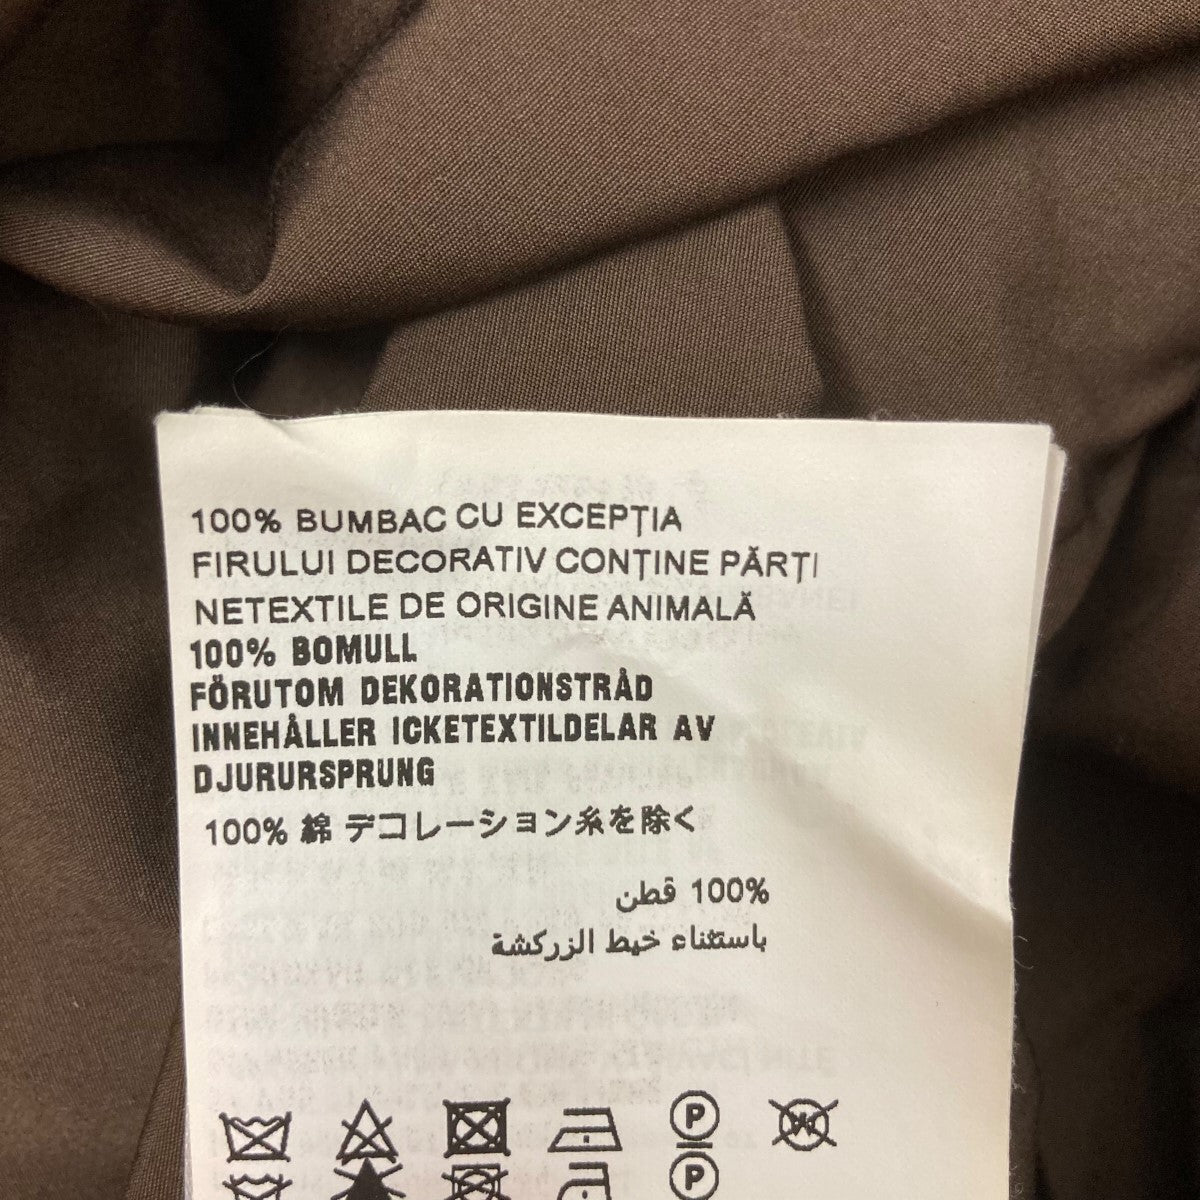 100% BUMBAC CU EXCEPȚIA
FIRULUI DECORATIV CONȚINE PĂRȚI
NETEXTILE DE ORIGINE ANIMALĂ
100% BOMULL
FÖRUTOM DEKORATIONSTRÅD
INNEHÅLLER ICKETEXTILDELAR AV
DJURURSPRUNG
100% 綿 デコレーション糸を除く
100% قطن
باستثناء خيط الزركشة
P W
P